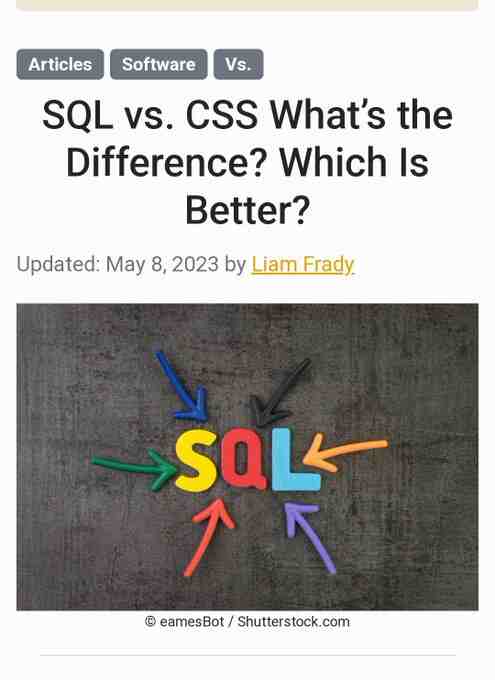 Articles Software Vs.
SQL vs. CSS What’s the
Difference? Which Is
Better?
Updated: May 8, 2023 by Liam Frady
SQL
© eamesBot / Shutterstock.com